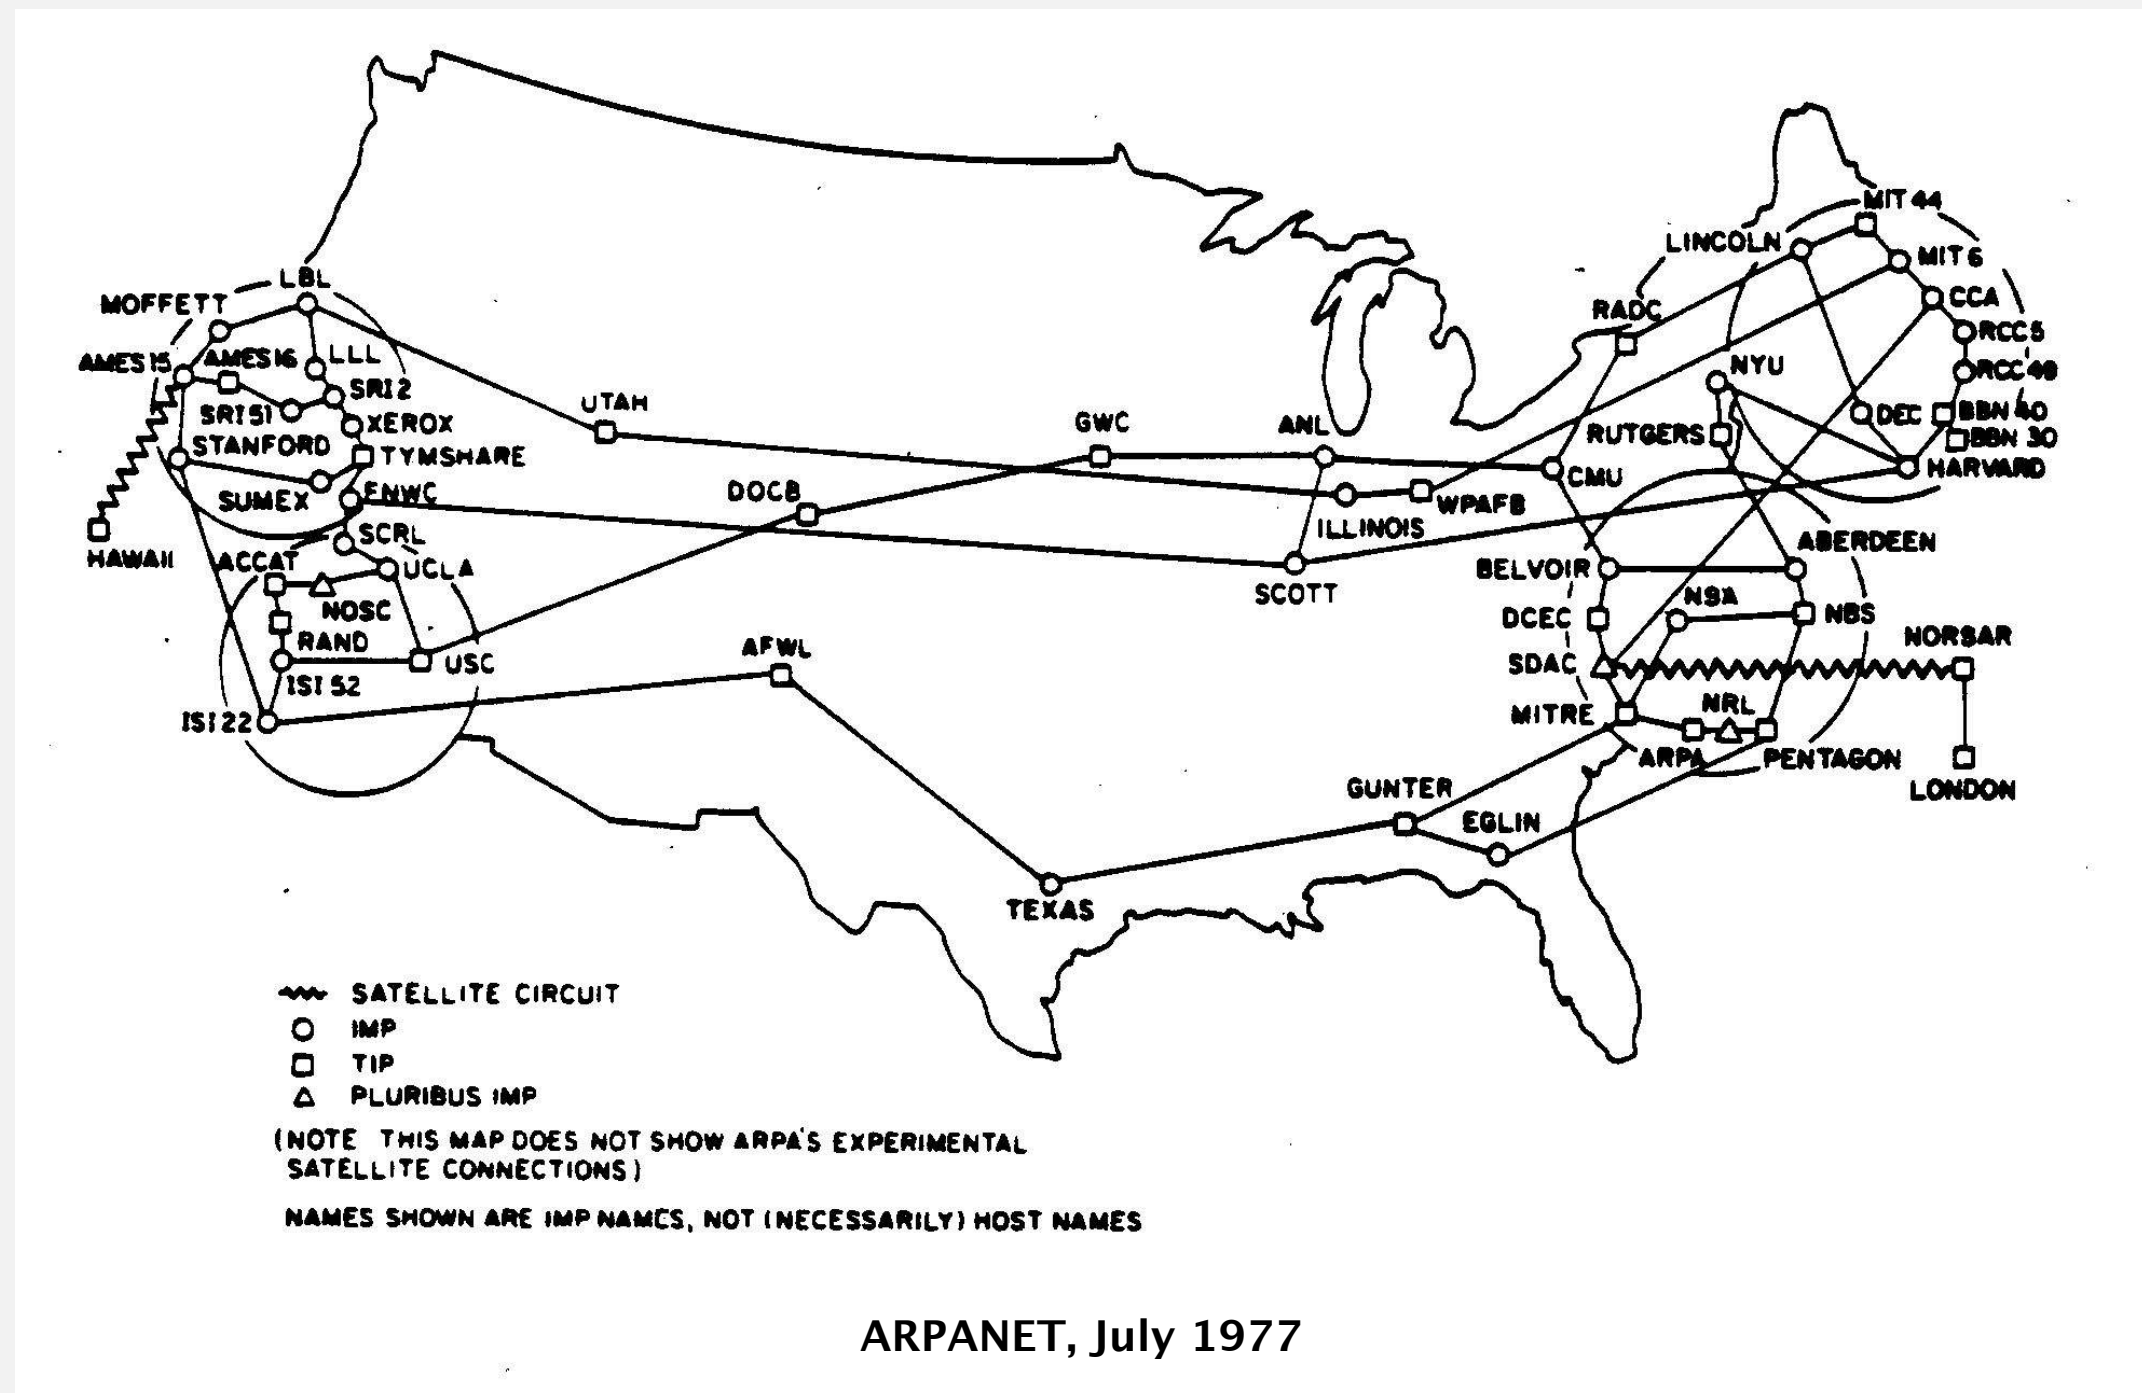 MIT 44
LINCOLN
MIT 6
LBL
CCA
MOFFETT
RADC
RCC 5
AMES 15
AMES 16
LLL
NYU
RCC 49
SRI 2
UTAH
SRI 51
XEROX
GWC
ANL
RUTGERS
DEC
BBN 40
BBN 30
STANFORD
TYMSHARE
CMU
HARVARD
SUMEX
FNWC
DOCB
WPAFB
ILLINOIS
HAWAII
SCRL
ABERDEEN
ACCAT
UCLA
SCOTT
BELVOIR
NOSC
NSA
DCEC
NBS
RAND
AFWL
NORSAR
USC
SDAC
ISI 52
ISI 22
MITRE
NRL
ARPA
PENTAGON
GUNTER
LONDON
EGLIN
TEXAS
SATELLITE CIRCUIT
IMP
TIP
PLURIBUS IMP
(NOTE THIS MAP DOES NOT SHOW ARPA'S EXPERIMENTAL
SATELLITE CONNECTIONS)
NAMES SHOWN ARE IMP NAMES, NOT (NECESSARILY) HOST NAMES
ARPANET, July 1977